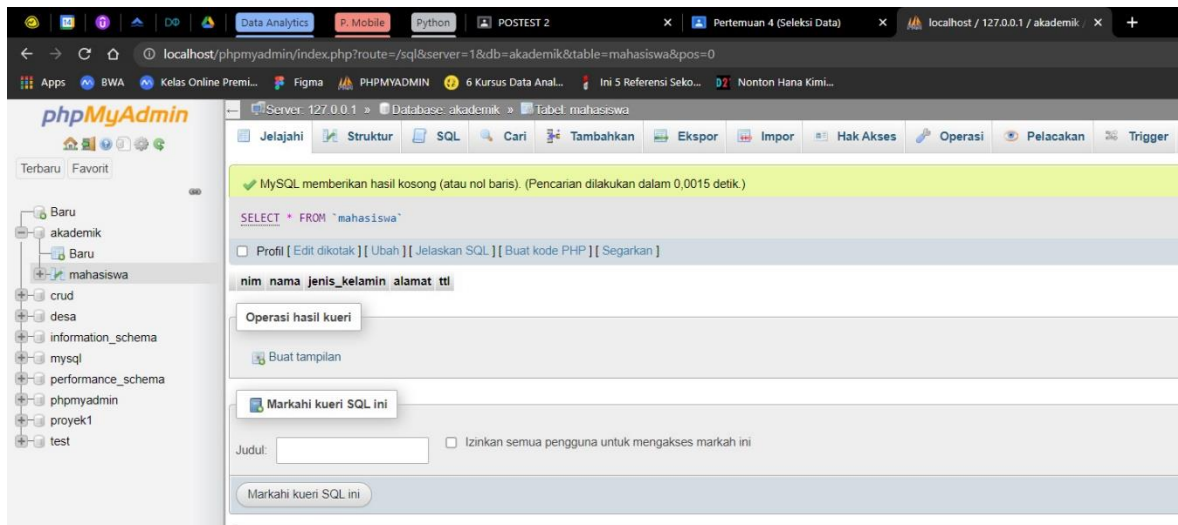 Data Analytics P. Mobile Python POSTEST 2 Pertemuan 4 (Seleksi Data) localhost / 127.0.0.1 / akademik /
localhost/phpmyadmin/index.php?route=/sql&server=1&db=akademik&table=mahasiswa&pos=0
Apps BWA Kelas Online Premi... Figma PHPMYADMIN 6 Kursus Data Anal... Ini 5 Referensi Seko... Nonton Hana Kimi...
phpMyAdmin
Terbaru Favorit
Baru
akademik
Baru
mahasiswa
crud
desa
information_schema
mysql
performance_schema
phpmyadmin
proyek1
test
Server: 127.0.0.1 » Database: akademik » Tabel: mahasiswa
Jelajahi Struktur SQL Cari Tambahkan Ekspor Impor Hak Akses Operasi Pelacakan Trigger
MySQL memberikan hasil kosong (atau nol baris). (Pencarian dilakukan dalam 0,0015 detik.)
SELECT * FROM `mahasiswa`
Profil [ Edit dikotak ] [ Ubah ] [ Jelaskan SQL ] [ Buat kode PHP ] [ Segarkan ]
nim nama jenis_kelamin alamat ttl
Operasi hasil kueri
Buat tampilan
Markahi kueri SQL ini
Judul: Izinkan semua pengguna untuk mengakses markah ini
Markahi kueri SQL ini